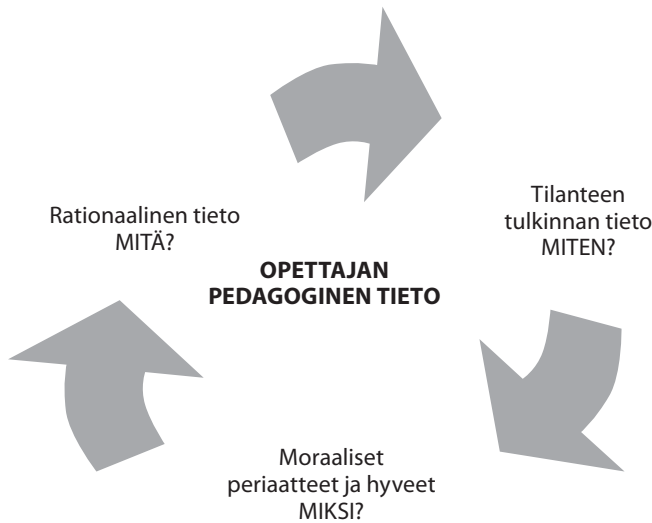 Rationaalinen tieto
MITÄ?
Tilanteen
tulkinnan tieto
MITEN?
OPETTAJAN
PEDAGOGINEN TIETO
Moraaliset
periaatteet ja hyveet
MIKSI?